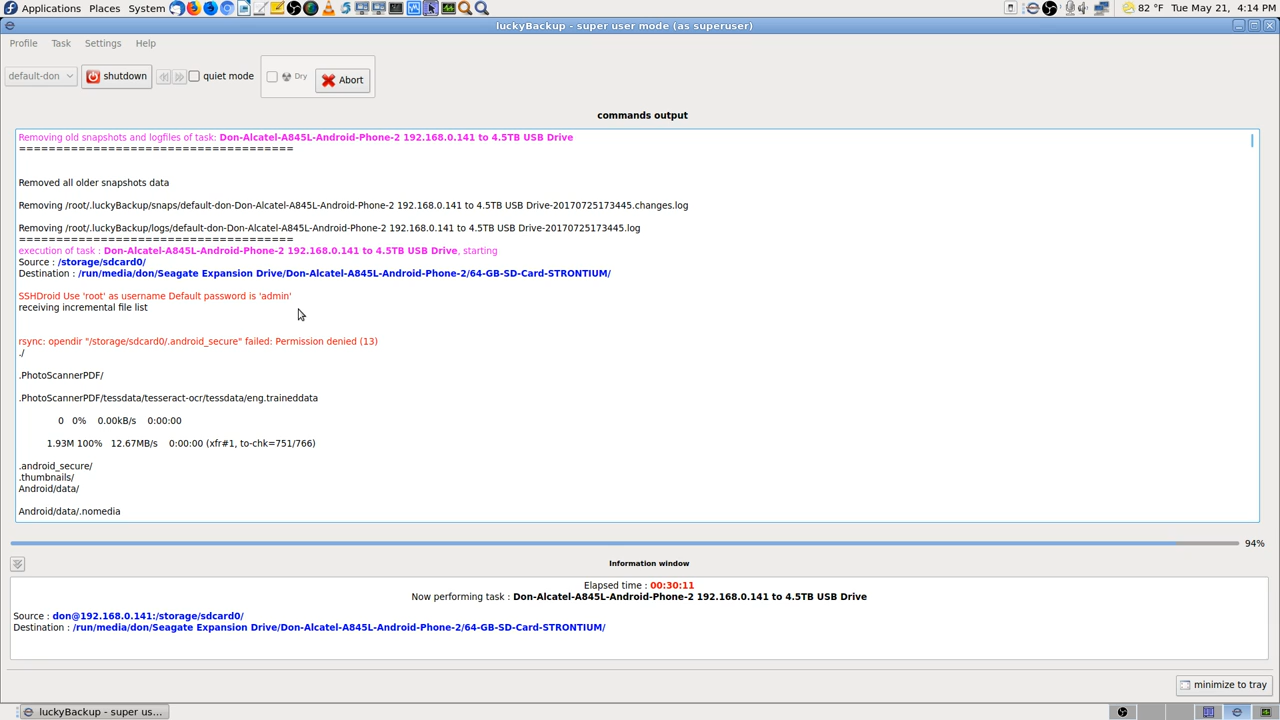 Applications Places System 82 °F Tue May 21, 4:14 PM
luckyBackup - super user mode (as superuser)
Profile Task Settings Help
default-don shutdown quiet mode Dry Abort
commands output
Removing old snapshots and logfiles of task: Don-Alcatel-A845L-Android-Phone-2 192.168.0.141 to 4.5TB USB Drive
=====================================
Removed all older snapshots data
Removing /root/.luckyBackup/snaps/default-don-Don-Alcatel-A845L-Android-Phone-2 192.168.0.141 to 4.5TB USB Drive-20170725173445.changes.log
Removing /root/.luckyBackup/logs/default-don-Don-Alcatel-A845L-Android-Phone-2 192.168.0.141 to 4.5TB USB Drive-20170725173445.log
=====================================
execution of task : Don-Alcatel-A845L-Android-Phone-2 192.168.0.141 to 4.5TB USB Drive, starting
Source : /storage/sdcard0/
Destination : /run/media/don/Seagate Expansion Drive/Don-Alcatel-A845L-Android-Phone-2/64-GB-SD-Card-STRONTIUM/
SSHDroid Use 'root' as username Default password is 'admin'
receiving incremental file list
rsync: opendir "/storage/sdcard0/.android_secure" failed: Permission denied (13)
./
.PhotoScannerPDF/
.PhotoScannerPDF/tessdata/tesseract-ocr/tessdata/eng.traineddata
0 0% 0.00kB/s 0:00:00
1.93M 100% 12.67MB/s 0:00:00 (xfr#1, to-chk=751/766)
.android_secure/
.thumbnails/
Android/data/
Android/data/.nomedia
94%
Information window
Elapsed time : 00:30:11
Now performing task : Don-Alcatel-A845L-Android-Phone-2 192.168.0.141 to 4.5TB USB Drive
Source : don@192.168.0.141:/storage/sdcard0/
Destination : /run/media/don/Seagate Expansion Drive/Don-Alcatel-A845L-Android-Phone-2/64-GB-SD-Card-STRONTIUM/
minimize to tray
luckyBackup - super us...